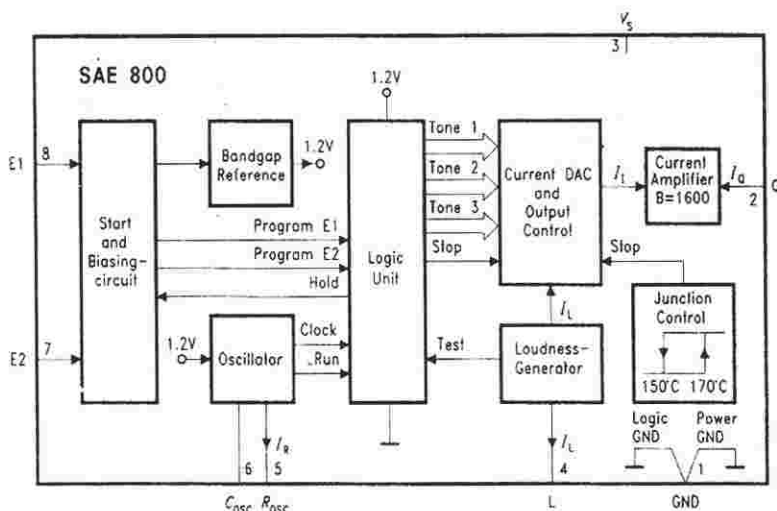 V_S
3
SAE 800
1.2V
E1
8
Bandgap
Reference
1.2V
Tone 1
Tone 2
Tone 3
Stop
Current DAC
and
Output
Control
I_I
Current
Amplifier
B=1600
I_Q
2
Q
Start
and
Biasing-
circuit
Program E1
Program E2
Hold
Logic
Unit
Stop
Junction
Control
150°C 170°C
E2
7
1.2V
Oscillator
Clock
Run
Test
I_L
Loudness-
Generator
Logic
GND
Power
GND
I_R
6
5
I_L
4
1
C_OSC R_OSC
L
GND